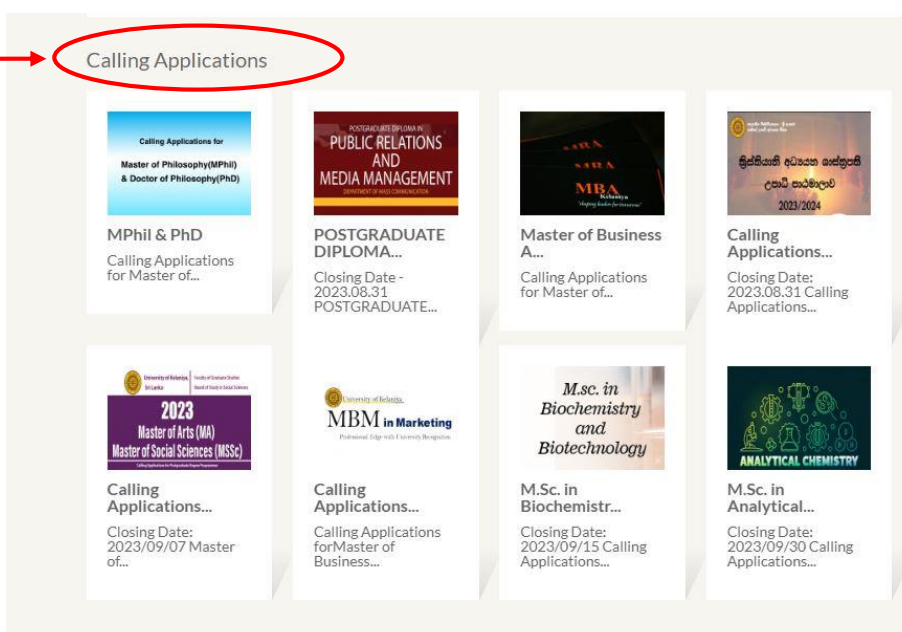 Calling Applications
Calling Applications for
Master of Philosophy(MPhil)
& Doctor of Philosophy(PhD)
MPhil & PhD
Calling Applications
for Master of...
POSTGRADUATE DIPLOMA IN
PUBLIC RELATIONS
AND
MEDIA MANAGEMENT
DEPARTMENT OF MASS COMMUNICATION
POSTGRADUATE
DIPLOMA...
Closing Date -
2023.08.31
POSTGRADUATE...
MBA
MBA
MBA
Kelaniya
"shaping leaders for tomorrow"
Master of Business
A...
Calling Applications
for Master of...
ක්‍රිස්තියානි අධ්‍යයන ශාස්ත්‍රපති
උපාධි පාඨමාලාව
2023/2024
Calling
Applications...
Closing Date:
2023.08.31 Calling
Applications...
University of Kelaniya,
Sri Lanka
Faculty of Graduate Studies
Board of Study in Social Sciences
2023
Master of Arts (MA)
Master of Social Sciences (MSSc)
Calling Applications for Postgraduate Degree Programmes
Calling
Applications...
Closing Date:
2023/09/07 Master
of...
University of Kelaniya
MBM in Marketing
Professional Edge with University Recognition
Calling
Applications...
Calling Applications
forMaster of
Business...
M.sc. in
Biochemistry
and
Biotechnology
M.Sc. in
Biochemistr...
Closing Date:
2023/09/15 Calling
Applications...
ANALYTICAL CHEMISTRY
M.Sc. in
Analytical...
Closing Date:
2023/09/30 Calling
Applications...